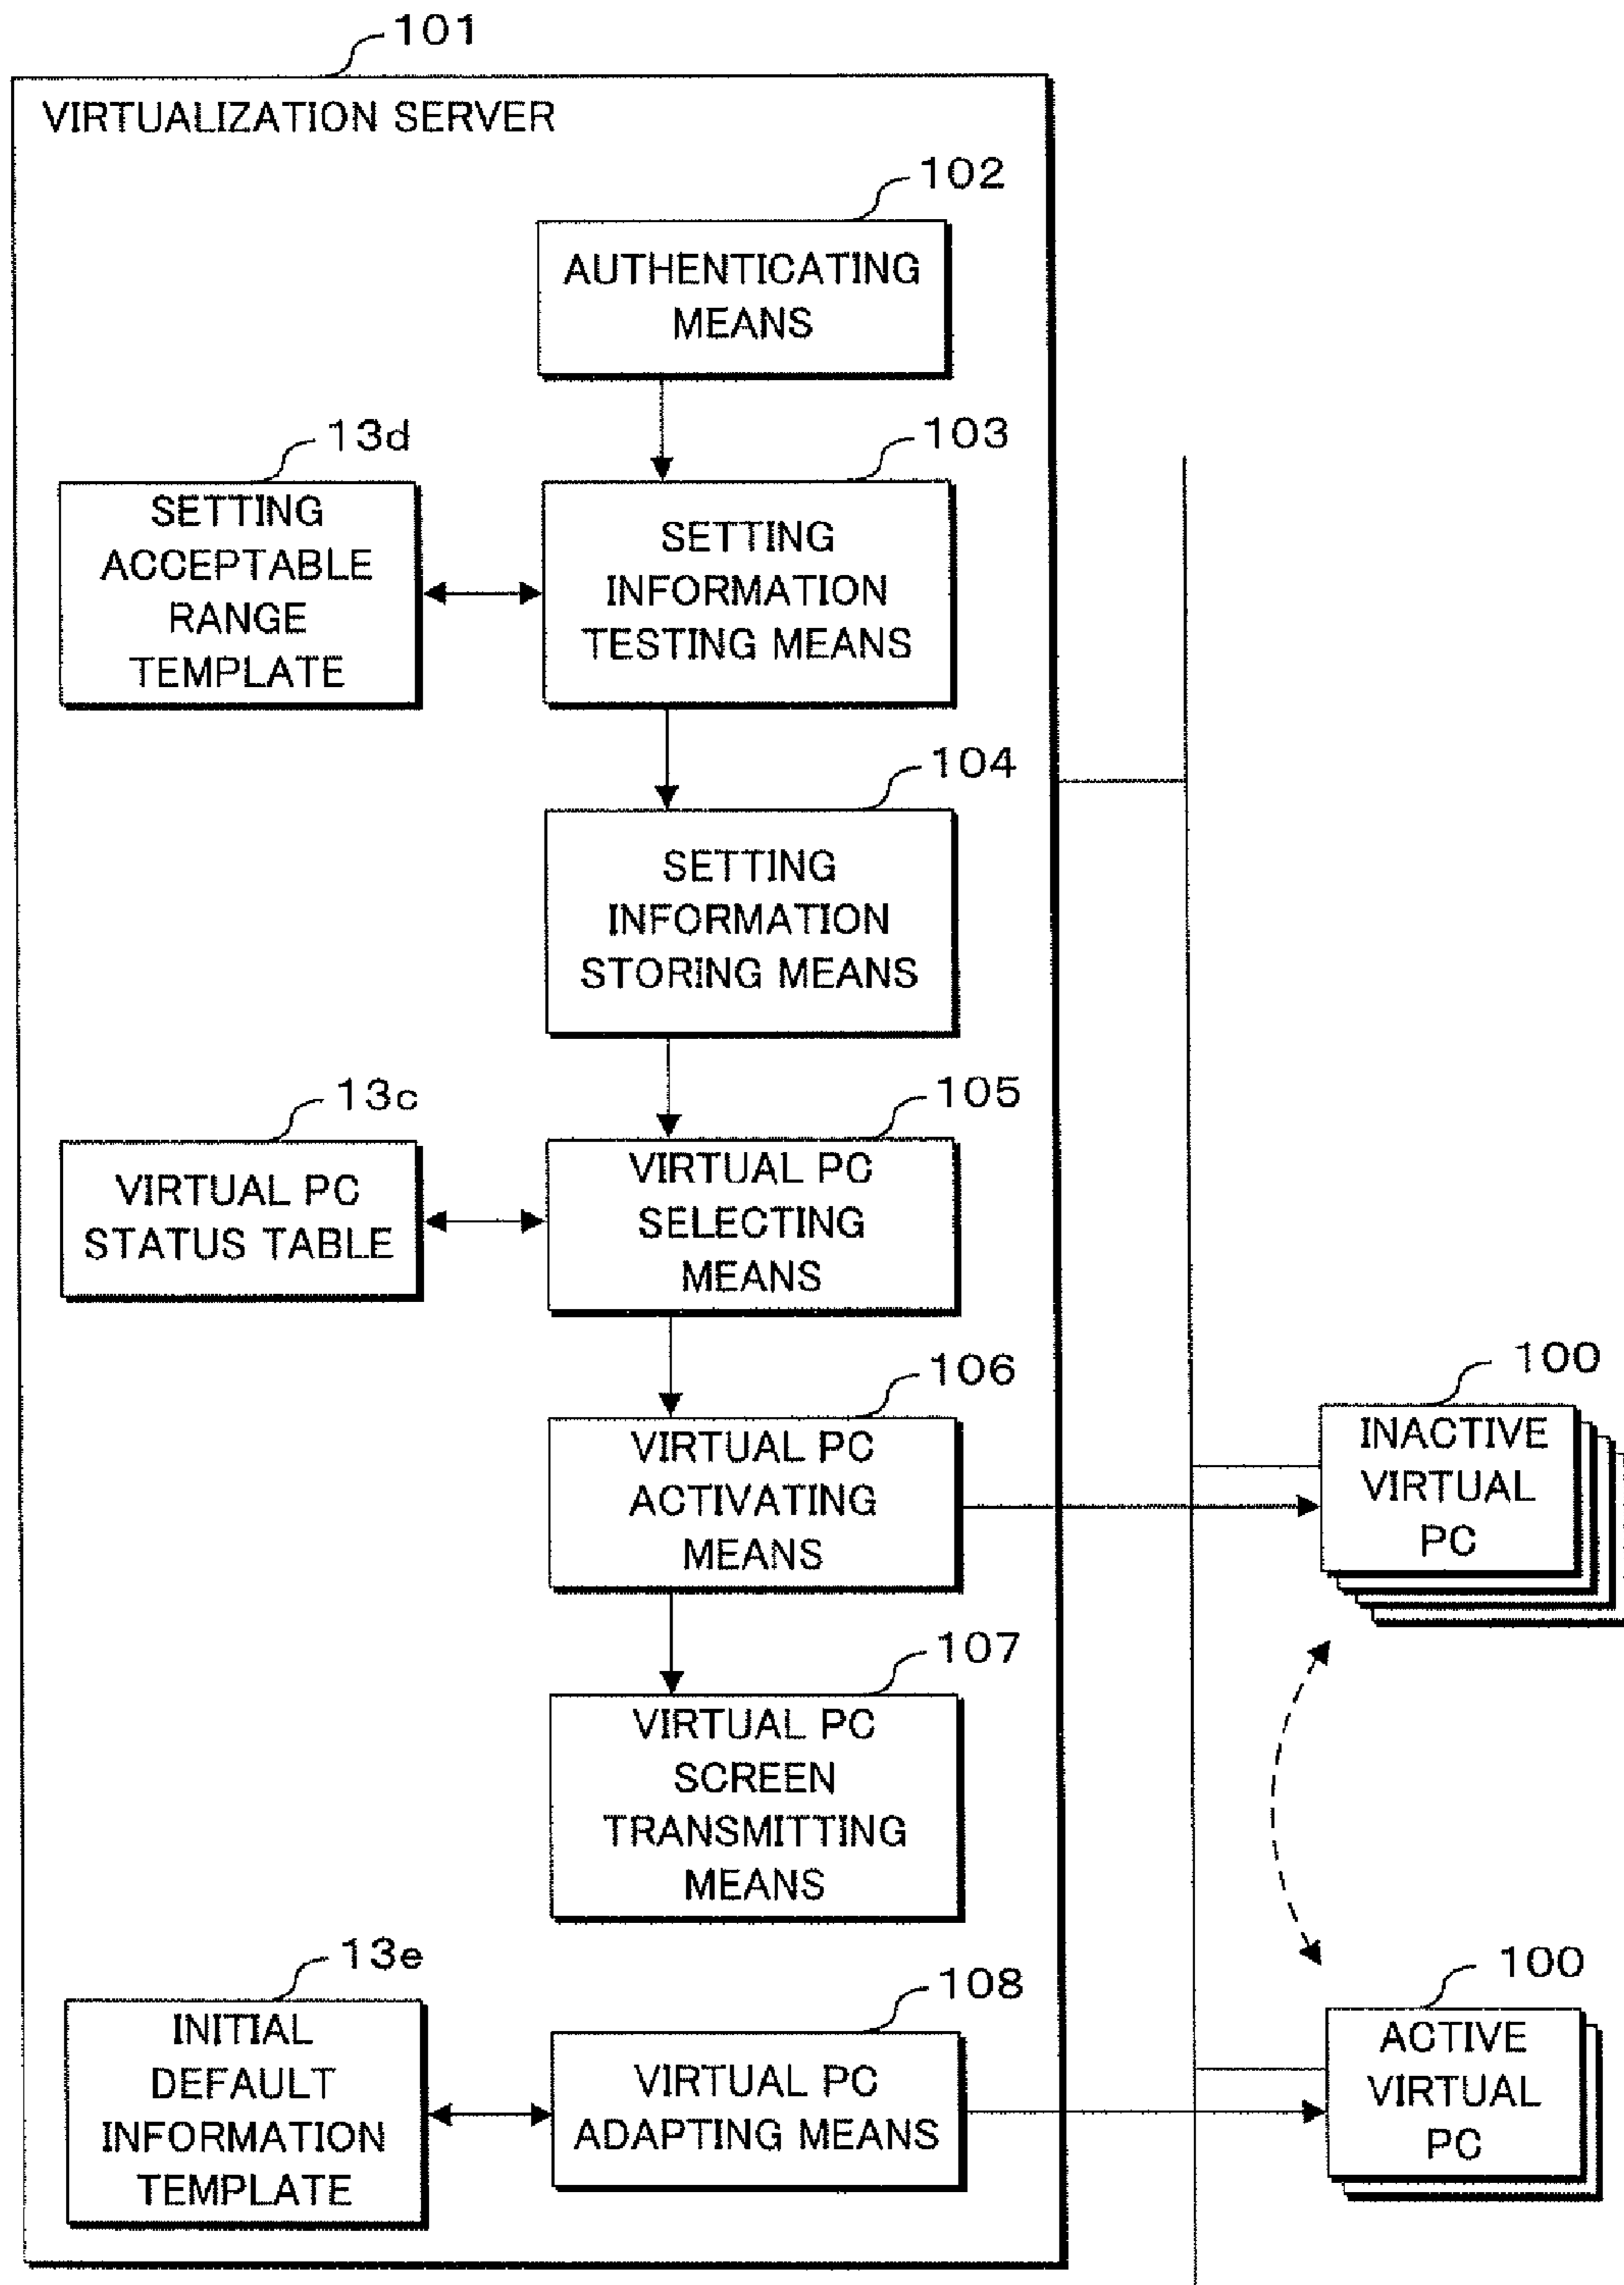 101
VIRTUALIZATION SERVER
102
AUTHENTICATING
MEANS
13d
SETTING
ACCEPTABLE
RANGE
TEMPLATE
103
SETTING
INFORMATION
TESTING MEANS
104
SETTING
INFORMATION
STORING MEANS
13c
VIRTUAL PC
STATUS TABLE
105
VIRTUAL PC
SELECTING
MEANS
106
VIRTUAL PC
ACTIVATING
MEANS
100
INACTIVE
VIRTUAL
PC
107
VIRTUAL PC
SCREEN
TRANSMITTING
MEANS
13e
INITIAL
DEFAULT
INFORMATION
TEMPLATE
108
VIRTUAL PC
ADAPTING MEANS
100
ACTIVE
VIRTUAL
PC